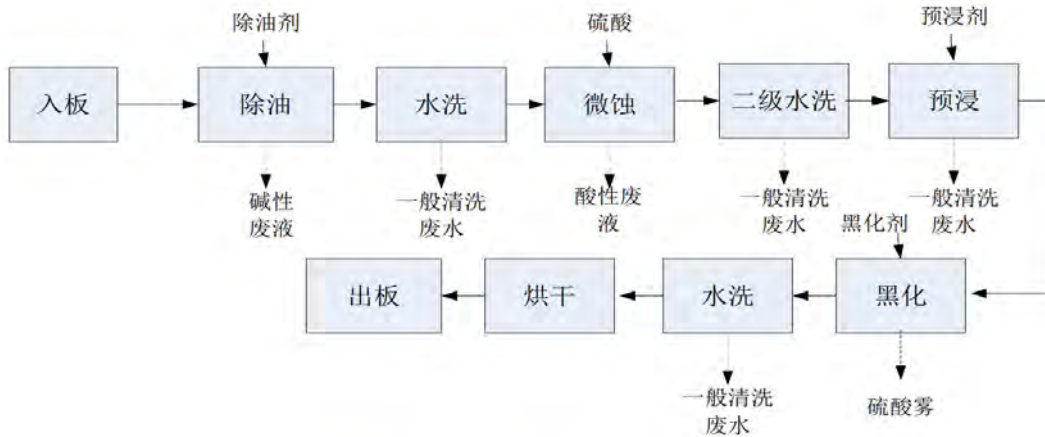 除油剂
硫酸
预浸剂
入板
除油
水洗
微蚀
二级水洗
预浸
碱性
废液
一般清洗
废水
酸性废
液
一般清洗
废水
一般清洗
废水
黑化剂
出板
烘干
水洗
黑化
一般清洗
废水
硫酸雾